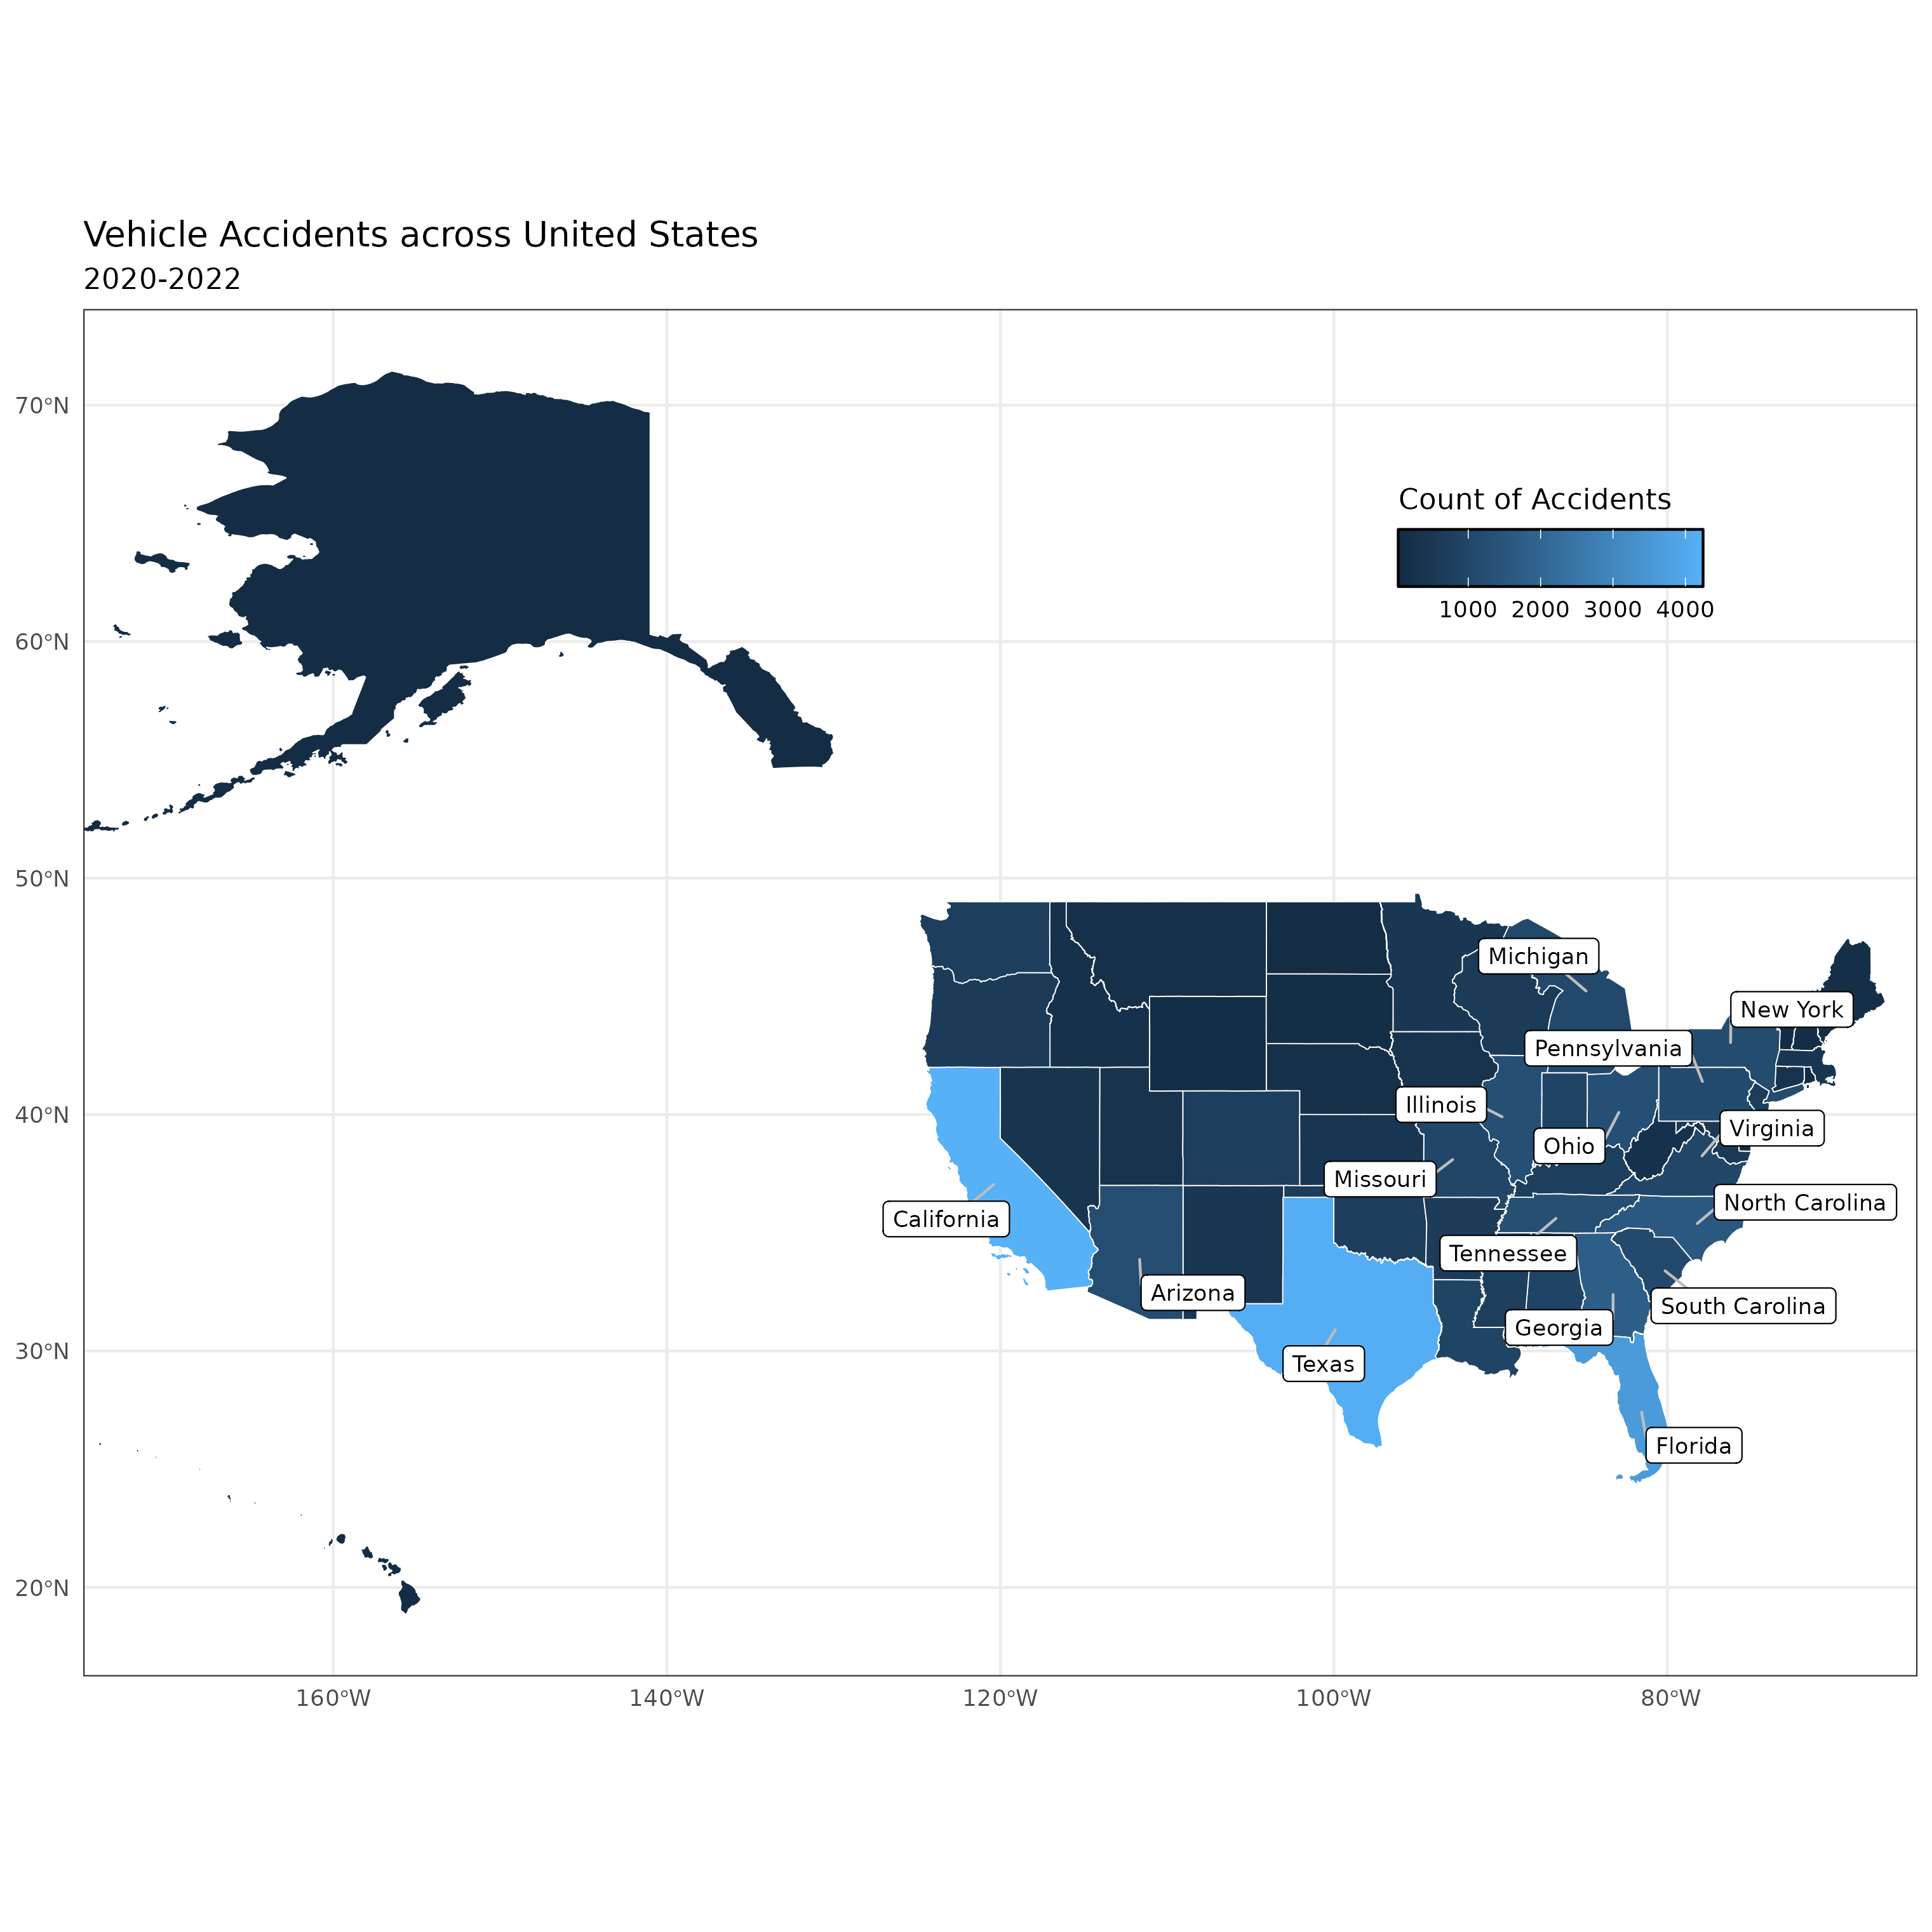 Vehicle Accidents across United States
2020-2022
70°N
60°N
50°N
40°N
30°N
20°N
Count of Accidents
1000 2000 3000 4000
Michigan
New York
Pennsylvania
Illinois
Virginia
Ohio
Missouri
North Carolina
California
Tennessee
Arizona
South Carolina
Georgia
Texas
Florida
160°W 140°W 120°W 100°W 80°W